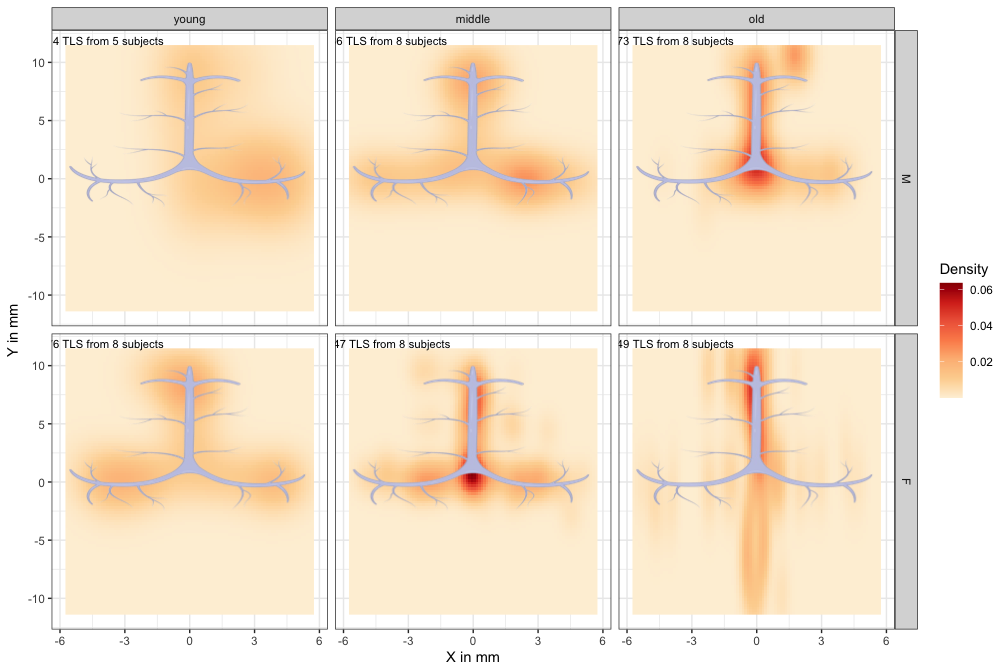 young
middle
old
4 TLS from 5 subjects
6 TLS from 8 subjects
73 TLS from 8 subjects
10
5
0
-5
-10
M
6 TLS from 8 subjects
47 TLS from 8 subjects
49 TLS from 8 subjects
10
5
0
-5
-10
F
-6
-3
0
3
6
-6
-3
0
3
6
-6
-3
0
3
6
X in mm
Y in mm
Density
0.06
0.04
0.02